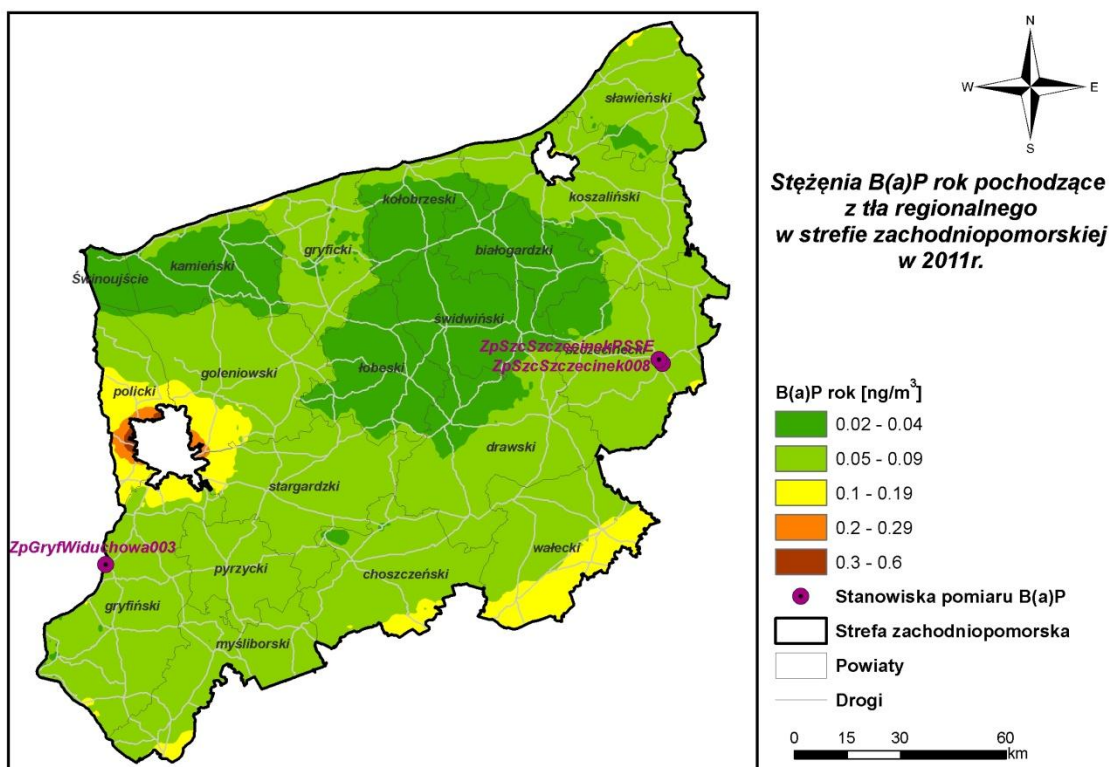 sławieński
koszaliński
kołobrzeski
białogardzki
gryficki
kamieński
Świnoujście
świdwiński
ZpSzcSzczecinekPSSE
szczecinecki
ZpSzcSzczecinek008
łobeski
goleniowski
policki
drawski
stargardzki
ZpGryfWiduchowa003
wałecki
pyrzycki
choszczeński
gryfiński
myśliborski
N
W
E
S
Stężenia B(a)P rok pochodzące
z tła regionalnego
w strefie zachodniopomorskiej
w 2011r.
B(a)P rok [ng/m³]
0.02 - 0.04
0.05 - 0.09
0.1 - 0.19
0.2 - 0.29
0.3 - 0.6
Stanowiska pomiaru B(a)P
Strefa zachodniopomorska
Powiaty
Drogi
0 15 30 60
km